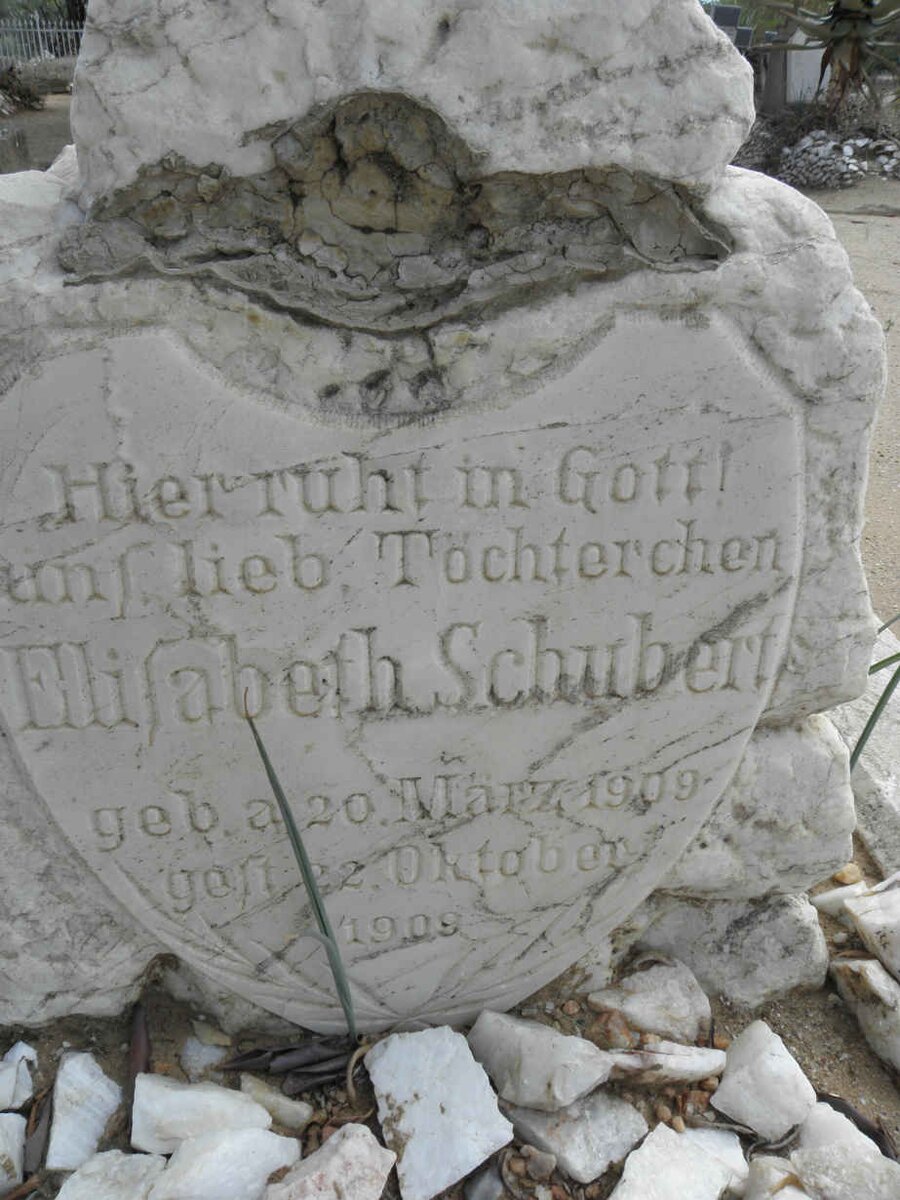 Hier ruht in Gott!
unſ. lieb. Töchterchen
Eliſabeth Schubert
geb. a. 20. März 1909
geſt. 22. Oktober
1909